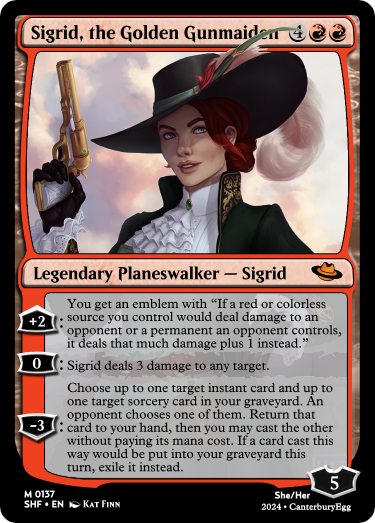 Sigrid, the Golden Gunmaiden 4
Legendary Planeswalker — Sigrid
You get an emblem with “If a red or colorless
source you control would deal damage to an
opponent or a permanent an opponent controls,
it deals that much damage plus 1 instead.”
+2 :
0 : Sigrid deals 3 damage to any target.
Choose up to one target instant card and up to
one target sorcery card in your graveyard. An
opponent chooses one of them. Return that
-3 : card to your hand, then you may cast the other
without paying its mana cost. If a card cast this
way would be put into your graveyard this
turn, exile it instead.
5
M 0137
SHF • EN Kat Finn
She/Her
2024 • CanterburyEgg